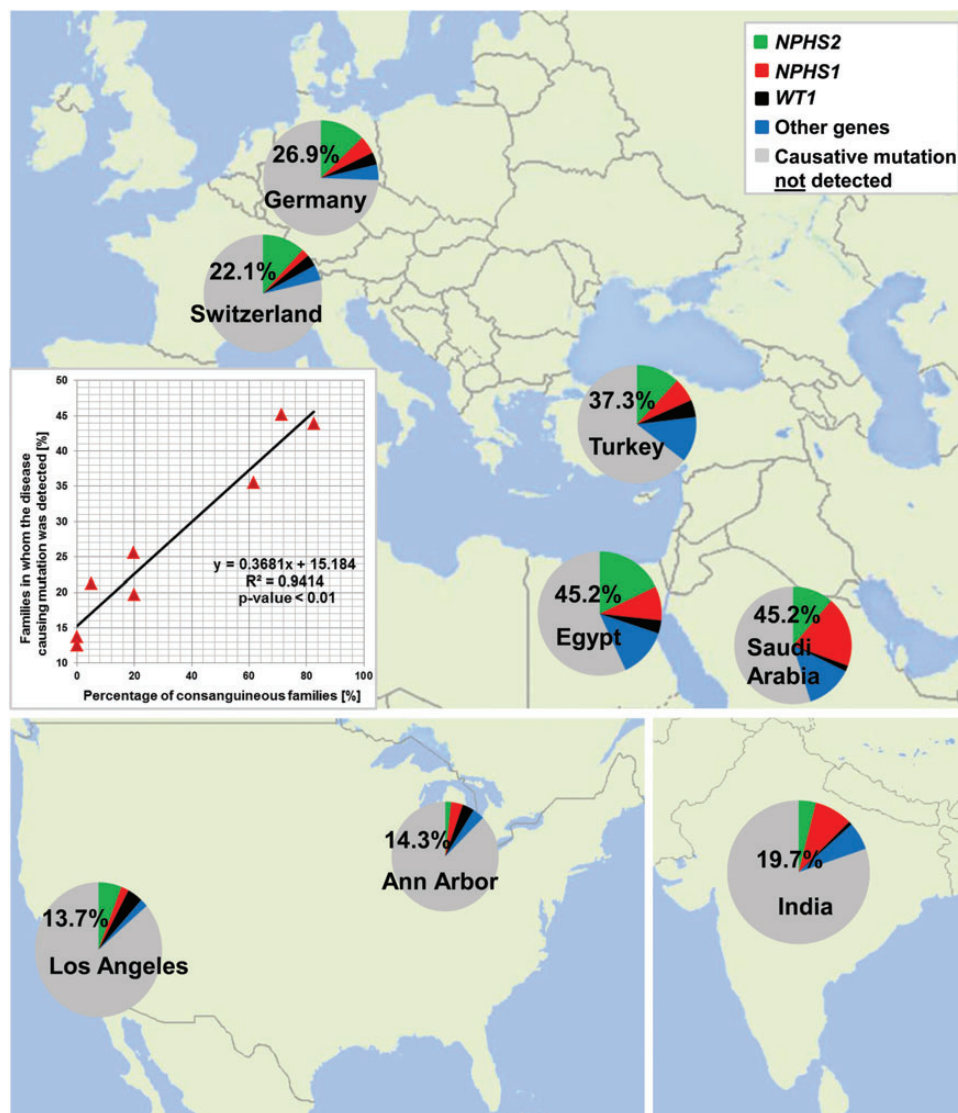 NPHS2
NPHS1
WT1
Other genes
Causative mutation
not detected
26.9%
Germany
22.1%
Switzerland
37.3%
Turkey
45.2%
Egypt
45.2%
Saudi
Arabia
Families in whom the disease
causing mutation was detected [%]
50
45
40
35
30
25
20
15
10
y = 0.3681x + 15.184
R² = 0.9414
p-value < 0.01
0
20
40
60
80
100
Percentage of consanguineous families [%]
14.3%
Ann Arbor
13.7%
Los Angeles
19.7%
India